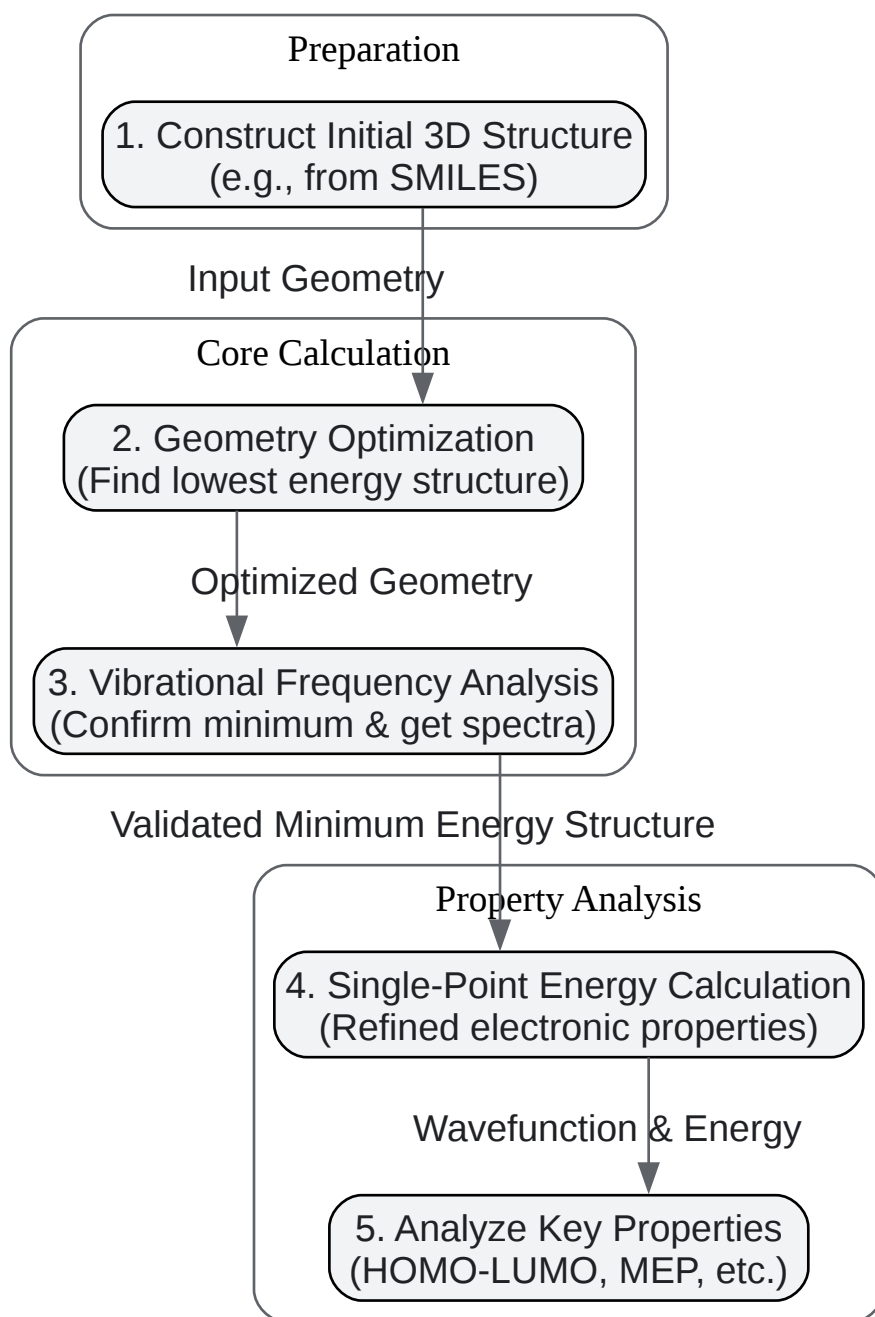 Preparation
1. Construct Initial 3D Structure
(e.g., from SMILES)
Input Geometry
Core Calculation
2. Geometry Optimization
(Find lowest energy structure)
Optimized Geometry
3. Vibrational Frequency Analysis
(Confirm minimum & get spectra)
Validated Minimum Energy Structure
Property Analysis
4. Single-Point Energy Calculation
(Refined electronic properties)
Wavefunction & Energy
5. Analyze Key Properties
(HOMO-LUMO, MEP, etc.)